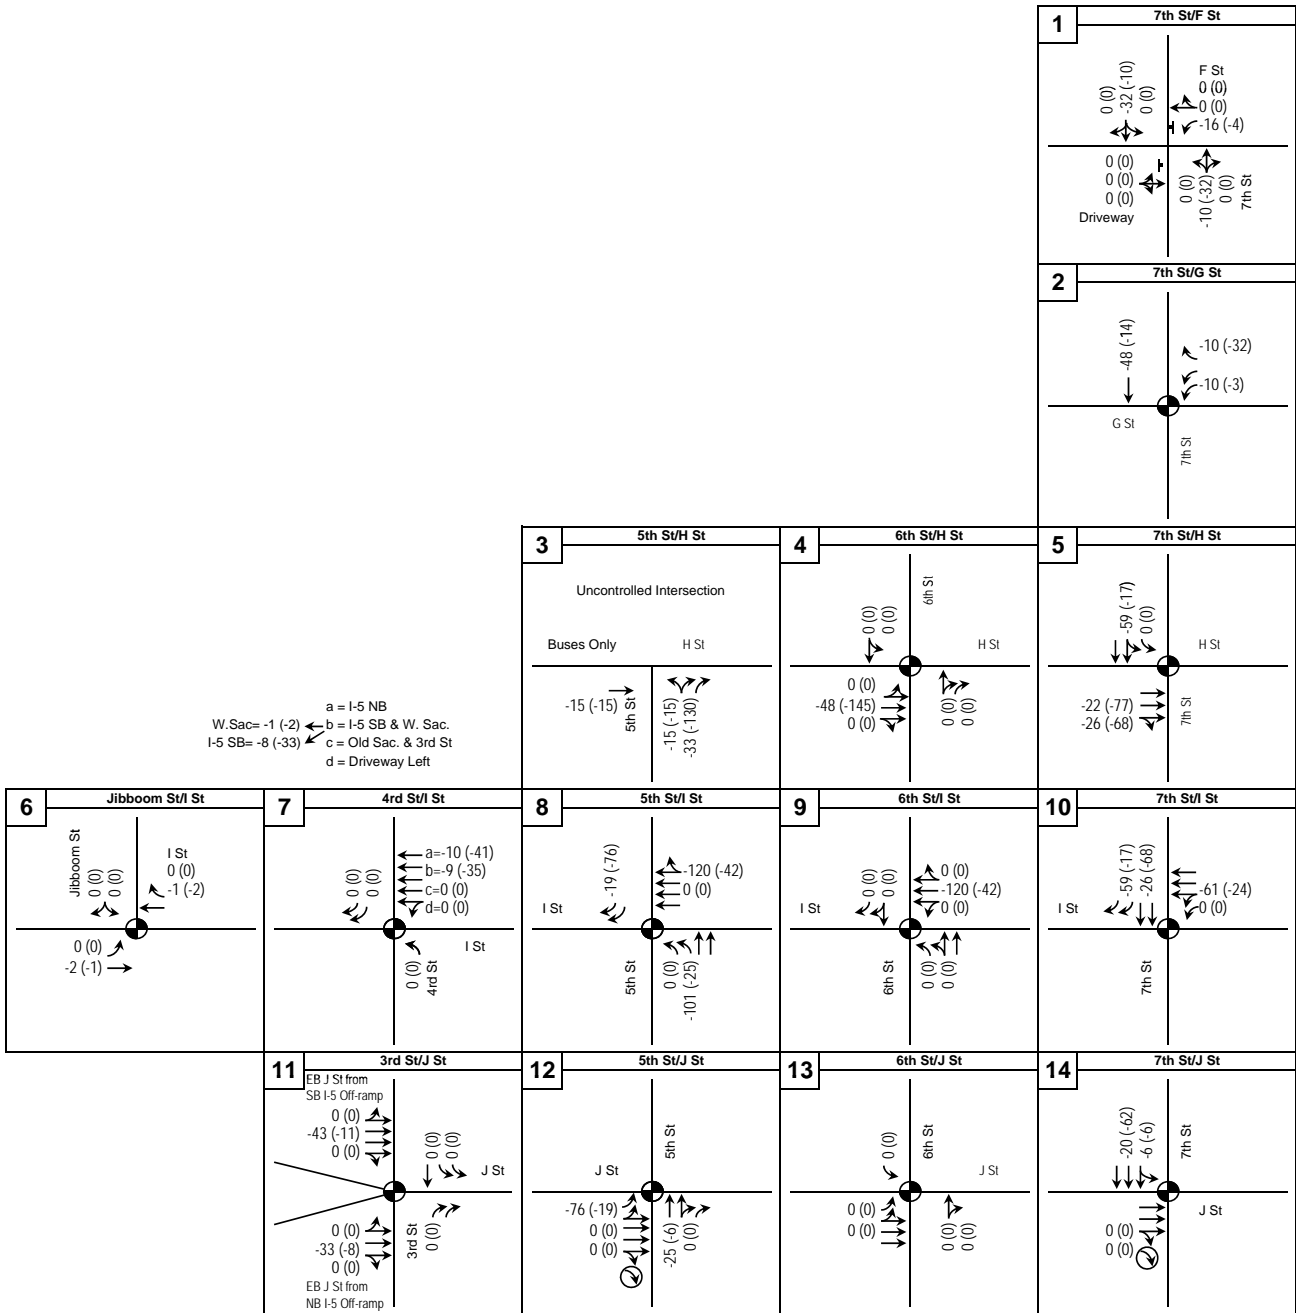 1
7th St/F St
0 (0)
-32 (-10)
0 (0)
F St
0 (0)
0 (0)
-16 (-4)
0 (0)
0 (0)
0 (0)
Driveway
0 (0)
-10 (-32)
0 (0)
7th St
2
7th St/G St
-48 (-14)
-10 (-32)
-10 (-3)
G St
7th St
3
5th St/H St
Uncontrolled Intersection
Buses Only
H St
-15 (-15)
5th St
-15 (-15)
-33 (-130)
4
6th St/H St
6th St
0 (0)
0 (0)
H St
0 (0)
-48 (-145)
0 (0)
0 (0)
0 (0)
5
7th St/H St
-59 (-17)
0 (0)
H St
-22 (-77)
-26 (-68)
7th St
a = I-5 NB
W.Sac= -1 (-2)
b = I-5 SB & W. Sac.
I-5 SB= -8 (-33)
c = Old Sac. & 3rd St
d = Driveway Left
6
Jibboom St/I St
Jibboom St
0 (0)
0 (0)
I St
0 (0)
-1 (-2)
0 (0)
-2 (-1)
7
4rd St/I St
0 (0)
0 (0)
a=-10 (-41)
b=-9 (-35)
c=0 (0)
d=0 (0)
I St
0 (0)
4rd St
8
5th St/I St
-19 (-76)
-120 (-42)
0 (0)
I St
5th St
0 (0)
-101 (-25)
9
6th St/I St
0 (0)
0 (0)
0 (0)
-120 (-42)
0 (0)
I St
6th St
0 (0)
0 (0)
10
7th St/I St
-59 (-17)
-26 (-68)
-61 (-24)
0 (0)
I St
7th St
11
3rd St/J St
EB J St from
SB I-5 Off-ramp
0 (0)
-43 (-11)
0 (0)
0 (0)
0 (0)
J St
0 (0)
-33 (-8)
0 (0)
3rd St
0 (0)
EB J St from
NB I-5 Off-ramp
12
5th St/J St
5th St
J St
-76 (-19)
0 (0)
0 (0)
-25 (-6)
0 (0)
13
6th St/J St
0 (0)
6th St
J St
0 (0)
0 (0)
0 (0)
0 (0)
14
7th St/J St
-20 (-62)
-6 (-6)
7th St
J St
0 (0)
0 (0)